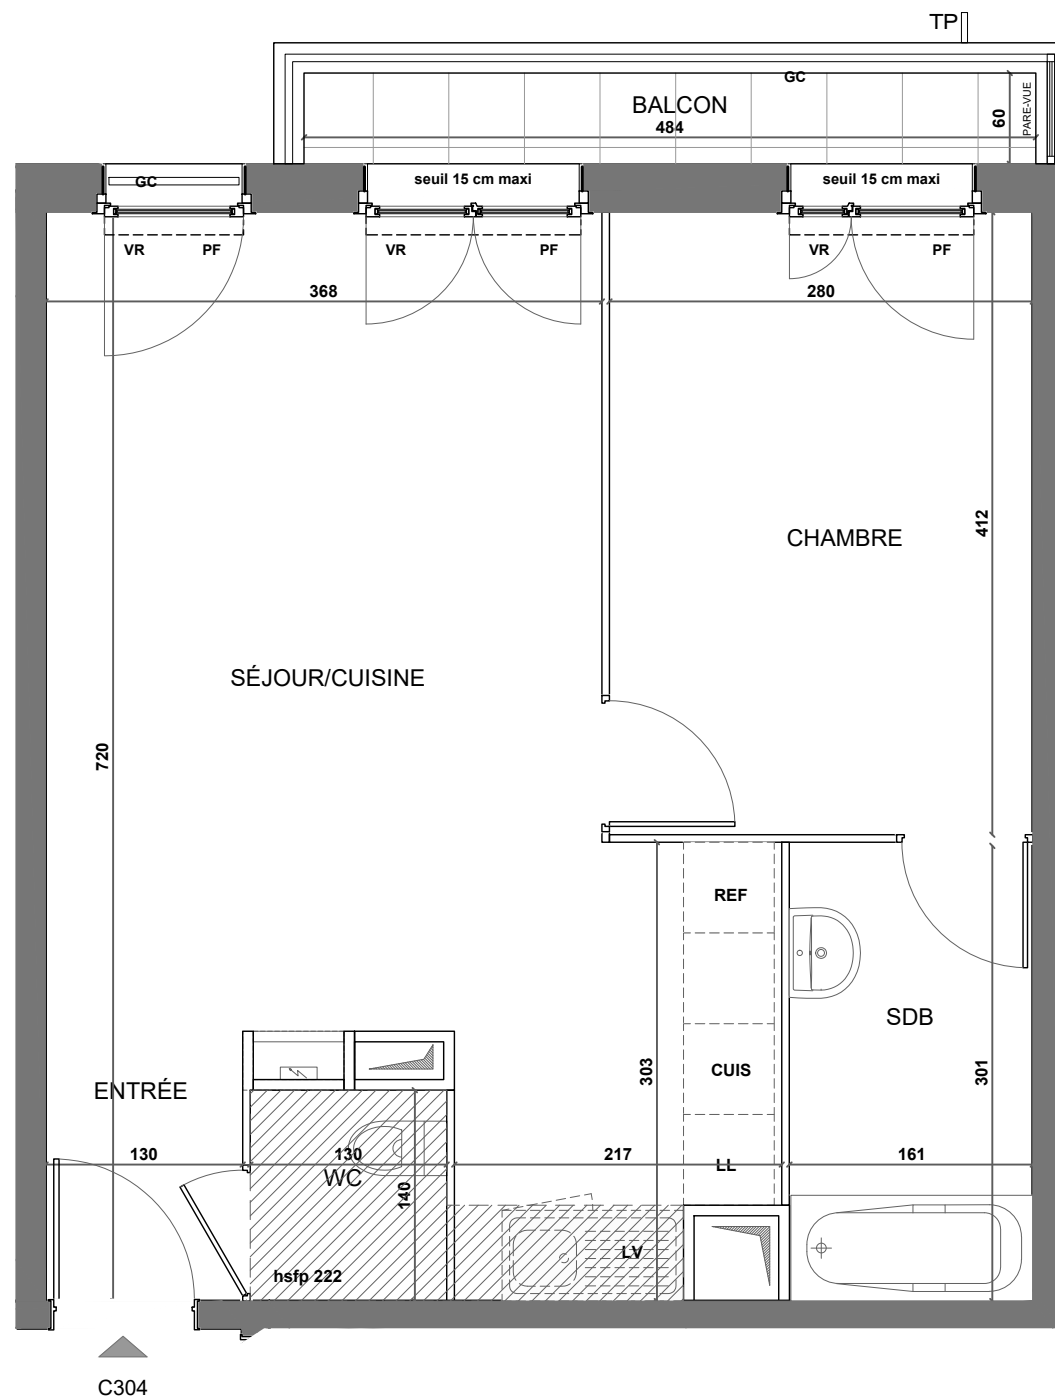 TP
GC
BALCON
484
60
PARE-VUE
GC
seuil 15 cm maxi
seuil 15 cm maxi
VR PF
VR PF
VR PF
368
280
412
CHAMBRE
SÉJOUR/CUISINE
720
REF
SDB
303
CUIS
301
ENTRÉE
130
130
217
LL
161
WC
140
LV
hsfp 222
C304